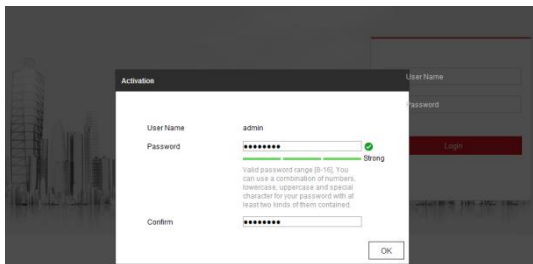 User Name
Password
Login
Activation
User Name admin
Password ••••••••
Strong
Valid password range [8-16]. You
can use a combination of numbers,
lowercase, uppercase and special
character for your password with at
least two kinds of them contained.
Confirm ••••••••
OK